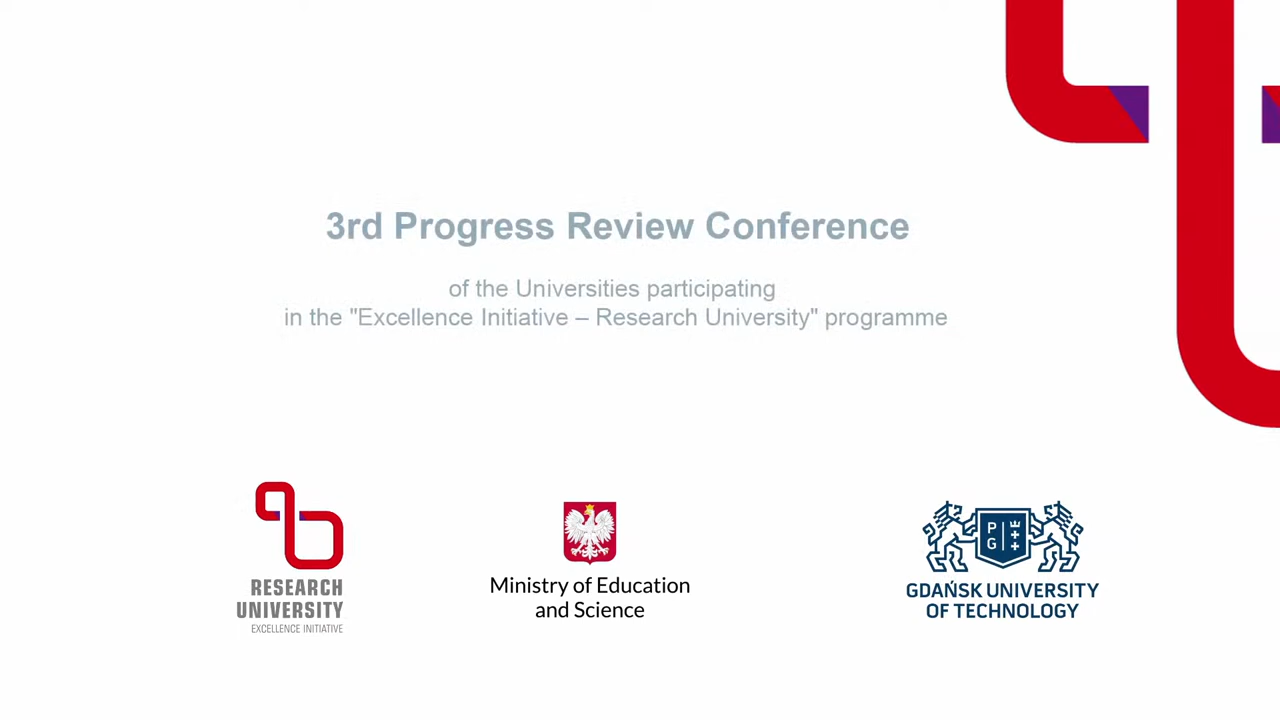 3rd Progress Review Conference
of the Universities participating
in the "Excellence Initiative – Research University" programme
RESEARCH
UNIVERSITY
EXCELLENCE INITIATIVE
Ministry of Education
and Science
P
G
GDAŃSK UNIVERSITY
OF TECHNOLOGY